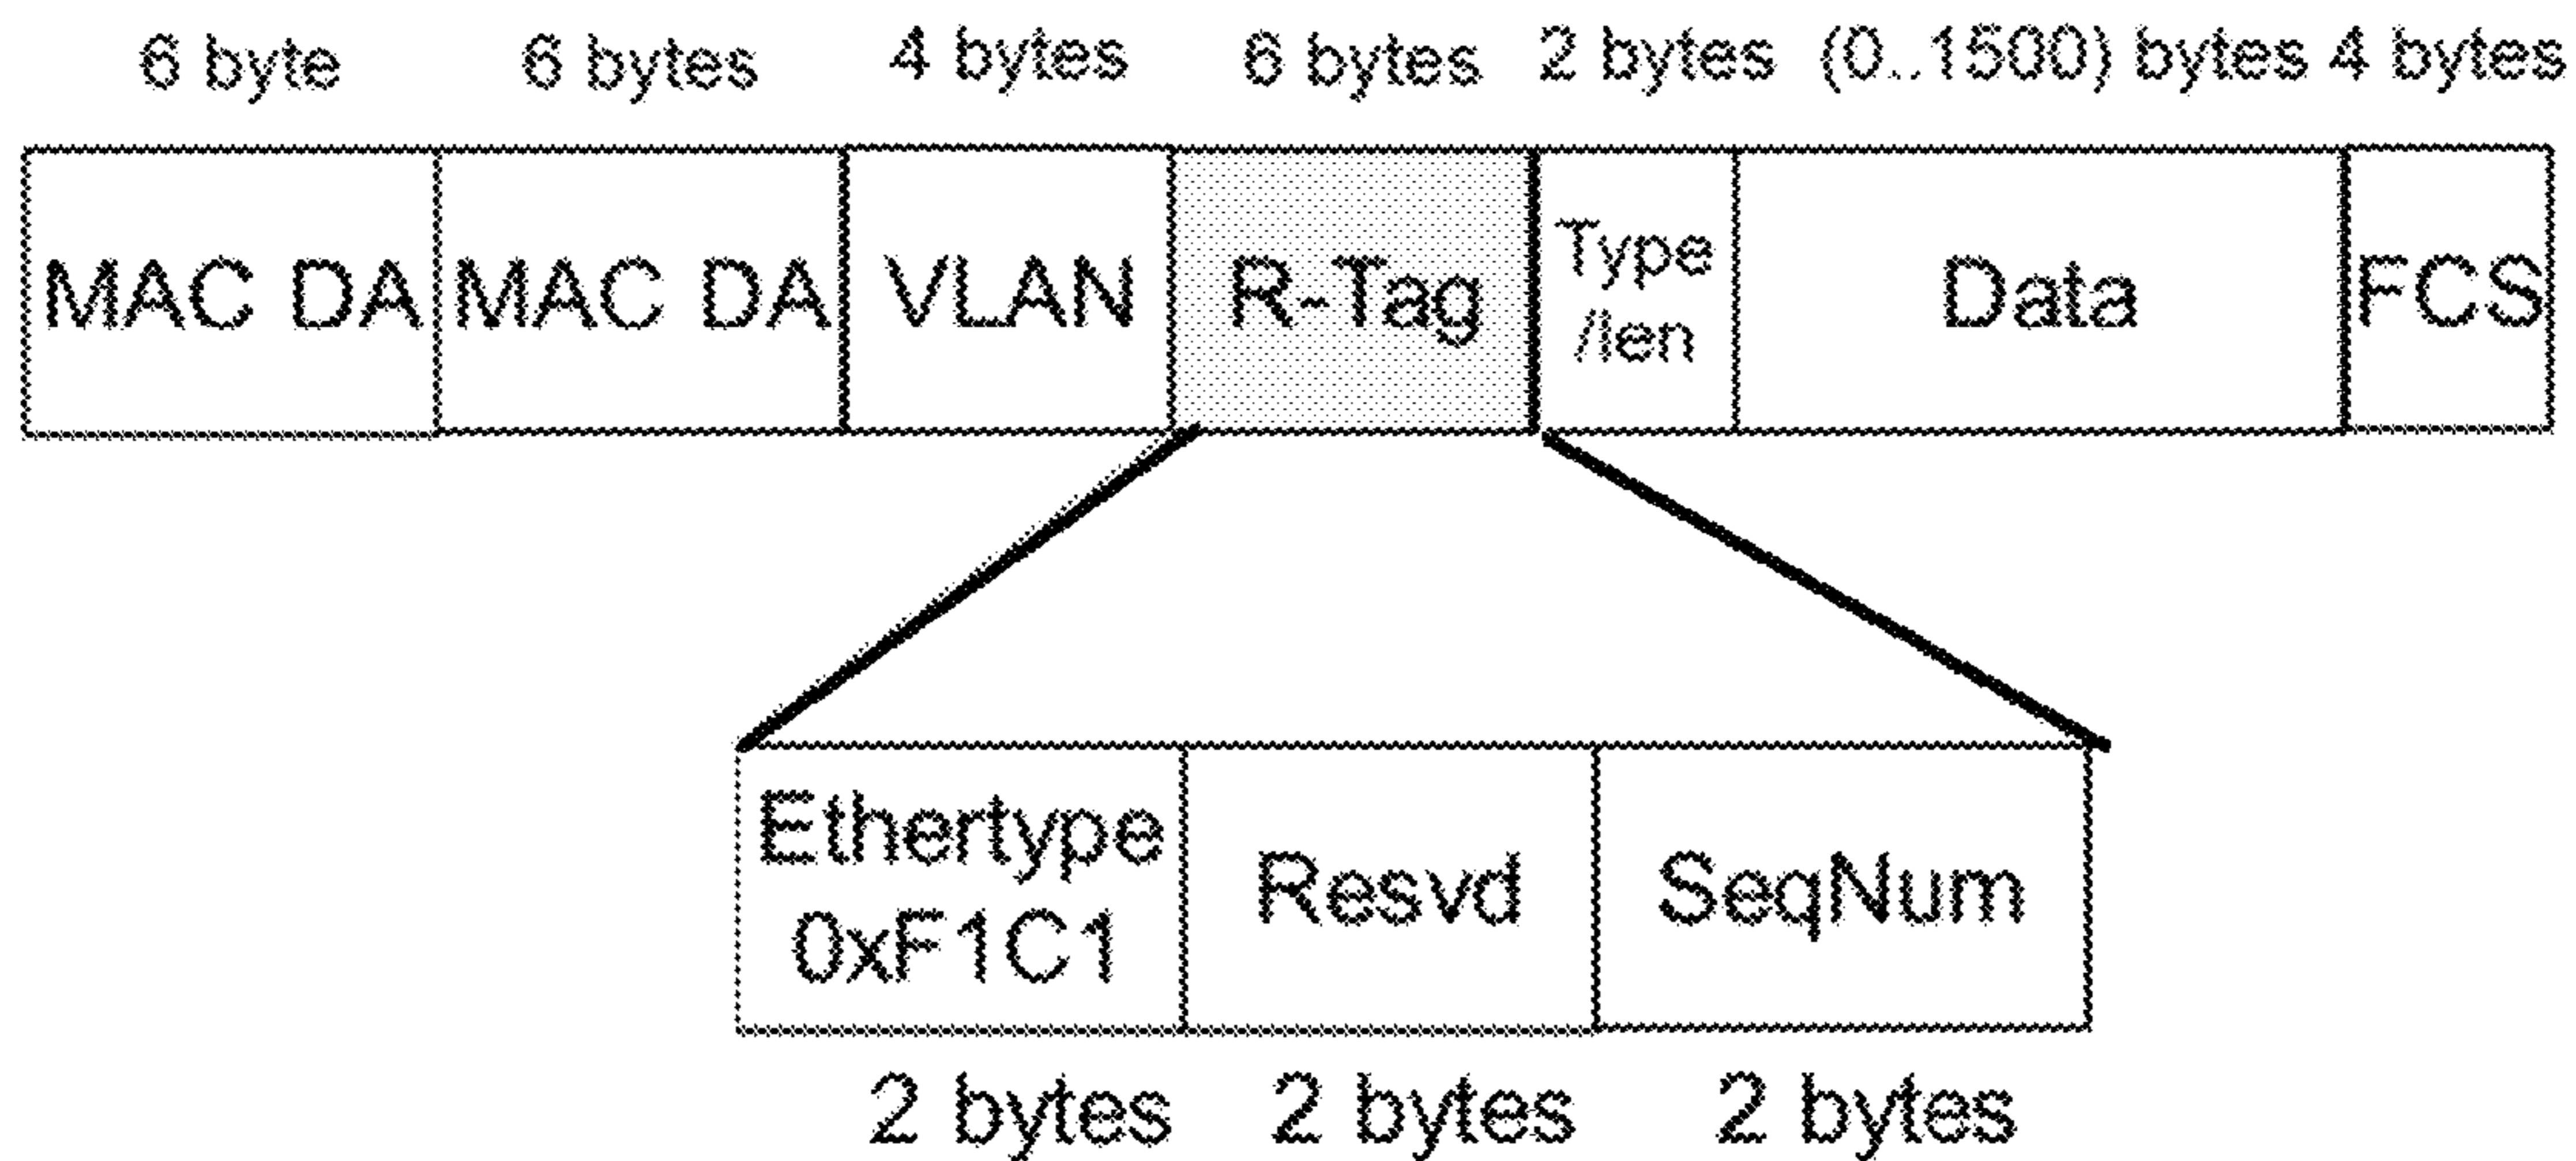 6 byte 6 bytes 4 bytes 6 bytes 2 bytes (0..1500) bytes 4 bytes
MAC DA MAC DA VLAN R-Tag Type Data FCS
/len
Ethertype Resvd SeqNum
0xF1C1
2 bytes 2 bytes 2 bytes